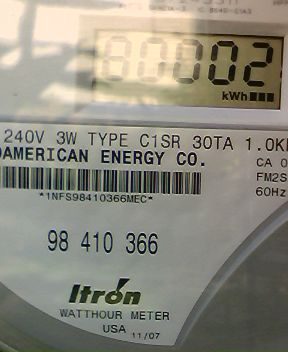 00002
kWh
240V 3W TYPE C1SR 30TA 1.0K
OAMERICAN ENERGY CO.
CA 0
FM2S
60Hz
*1NFS98410366MEC*
98 410 366
Itron
WATTHOUR METER
USA 11/07